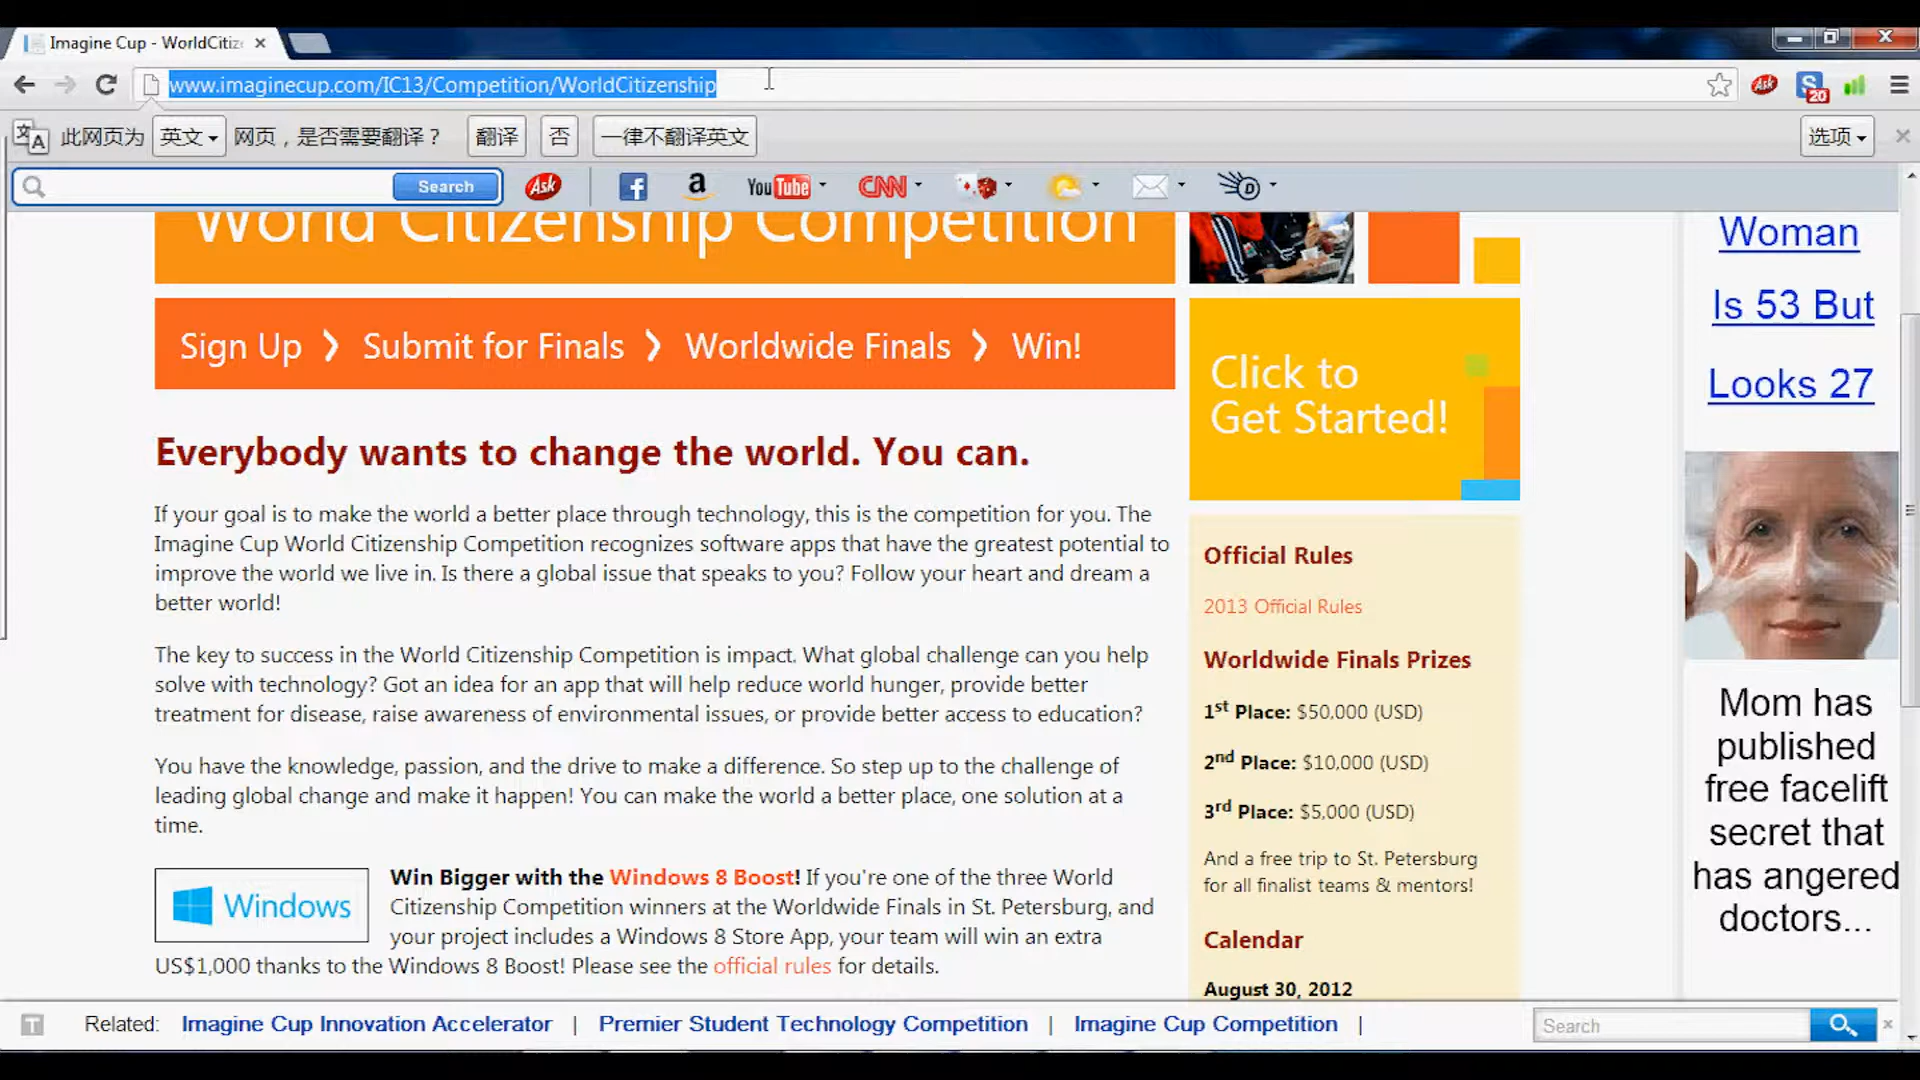 Imagine Cup - WorldCitiz
www.imaginecup.com/IC13/Competition/WorldCitizenship
此网页为 英文 网页，是否需要翻译？ 翻译 否 一律不翻译英文 选项
Search Ask YouTube CNN
World Citizenship Competition
Sign Up Submit for Finals Worldwide Finals Win!
Everybody wants to change the world. You can.
If your goal is to make the world a better place through technology, this is the competition for you. The
Imagine Cup World Citizenship Competition recognizes software apps that have the greatest potential to
improve the world we live in. Is there a global issue that speaks to you? Follow your heart and dream a
better world!
The key to success in the World Citizenship Competition is impact. What global challenge can you help
solve with technology? Got an idea for an app that will help reduce world hunger, provide better
treatment for disease, raise awareness of environmental issues, or provide better access to education?
You have the knowledge, passion, and the drive to make a difference. So step up to the challenge of
leading global change and make it happen! You can make the world a better place, one solution at a
time.
Windows
Win Bigger with the Windows 8 Boost! If you're one of the three World
Citizenship Competition winners at the Worldwide Finals in St. Petersburg, and
your project includes a Windows 8 Store App, your team will win an extra
US$1,000 thanks to the Windows 8 Boost! Please see the official rules for details.
Click to
Get Started!
Official Rules
2013 Official Rules
Worldwide Finals Prizes
1st Place: $50,000 (USD)
2nd Place: $10,000 (USD)
3rd Place: $5,000 (USD)
And a free trip to St. Petersburg
for all finalist teams & mentors!
Calendar
August 30, 2012
Woman
Is 53 But
Looks 27
Mom has
published
free facelift
secret that
has angered
doctors...
Related: Imagine Cup Innovation Accelerator | Premier Student Technology Competition | Imagine Cup Competition |
Search
Ask
S
20
a
D
T